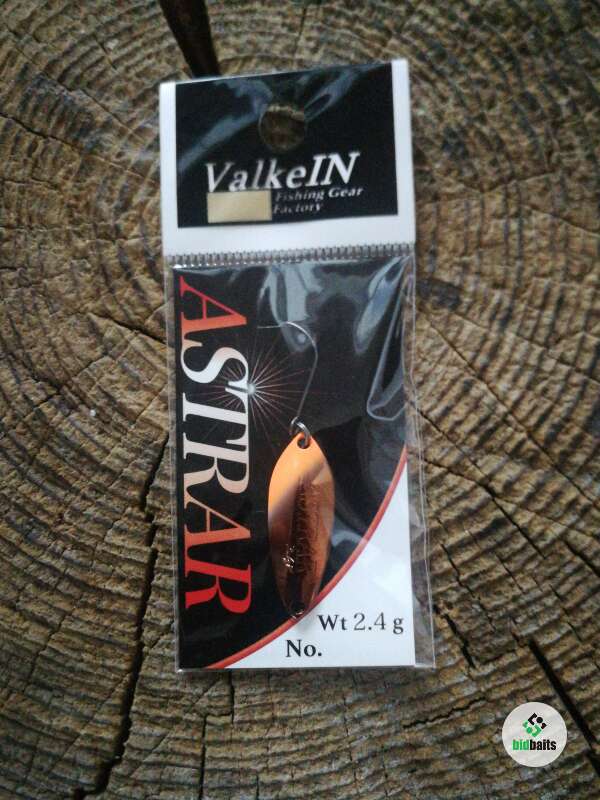 ValkeIN
Fishing Gear
Factory
ASTRAR
Wt 2.4 g
No.
bidbaits